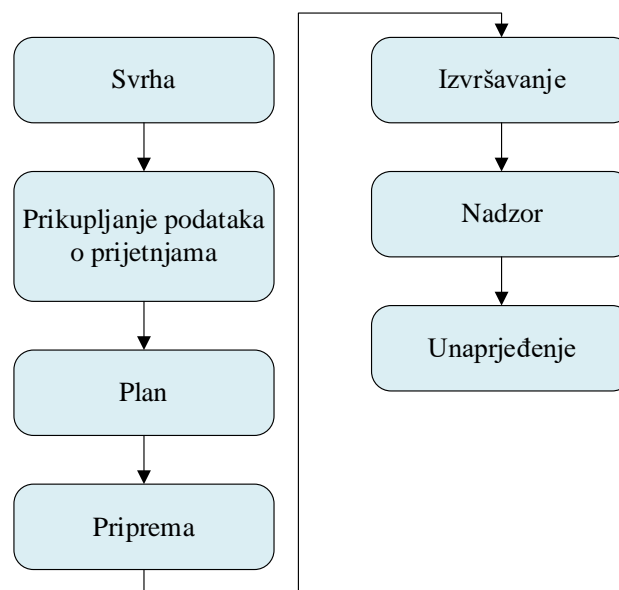 Svrha
Prikupljanje podataka
o prijetnjama
Plan
Priprema
Izvršavanje
Nadzor
Unaprjeđenje